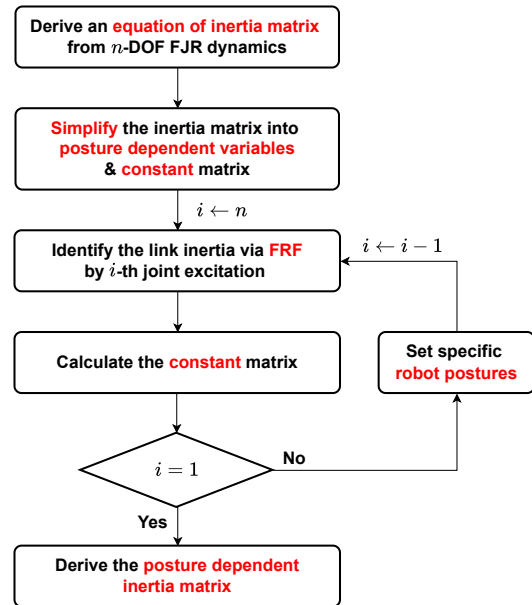 Derive an equation of inertia matrix
from n-DOF FJR dynamics
Simplify the inertia matrix into
posture dependent variables
& constant matrix
i ← n
Identify the link inertia via FRF
by i-th joint excitation
i ← i − 1
Calculate the constant matrix
Set specific
robot postures
i = 1
No
Yes
Derive the posture dependent
inertia matrix